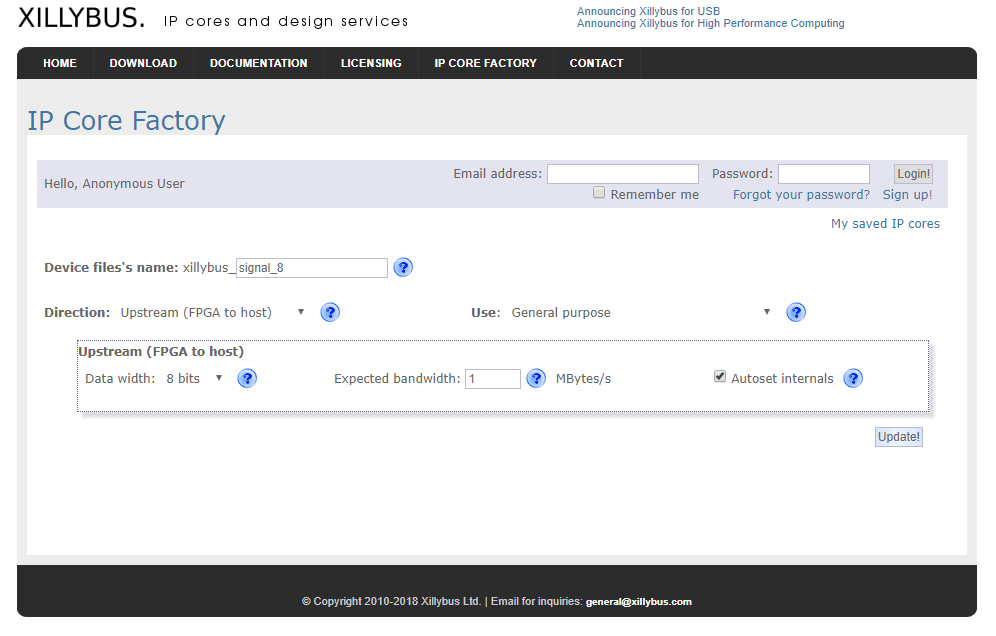 XILLYBUS. IP cores and design services
Announcing Xillybus for USB
Announcing Xillybus for High Performance Computing
HOME DOWNLOAD DOCUMENTATION LICENSING IP CORE FACTORY CONTACT
IP Core Factory
Hello, Anonymous User
Email address: Password: Login!
Remember me Forgot your password? Sign up!
My saved IP cores
Device files's name: xillybus_signal_8 ?
Direction: Upstream (FPGA to host) ▼ ? Use: General purpose ▼ ?
Upstream (FPGA to host)
Data width: 8 bits ▼ ? Expected bandwidth: 1 ? MBytes/s Autoset internals ?
Update!
© Copyright 2010-2018 Xillybus Ltd. | Email for inquiries: general@xillybus.com